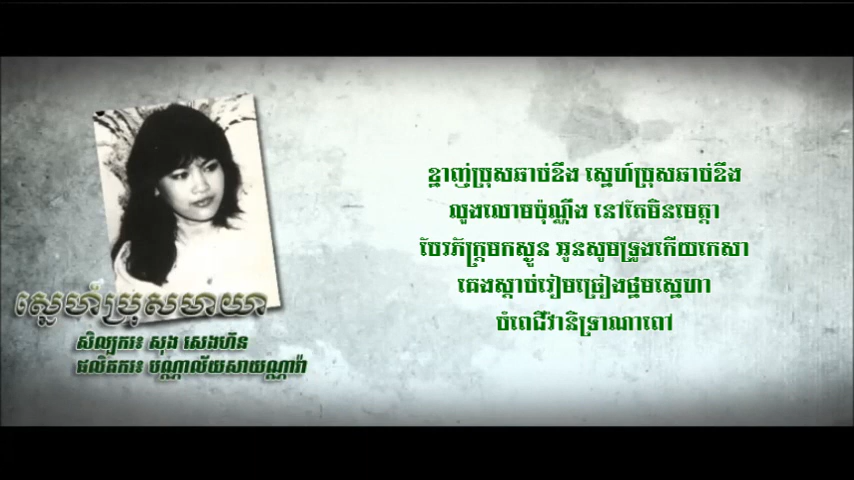 ស្នេហ៍ប្រុសមាយា
សិល្បករ៖ សុង សេងហ៊ន
ផលិតករ៖ បណ្ណាល័យសាយណ្ណារ៉ា
ខ្នាញ់ប្រុសឆាប់ខឹង ស្នេហ៍ប្រុសឆាប់ខឹង
លួងលោមប៉ុណ្ណឹង នៅតែមិនមេត្តា
បែរភ័ក្ត្រមកស្ងួន អូនសូមទ្រូងកើយកេសា
គេងស្តាប់រៀមច្រៀងផ្ទុមស្នេហា
បំពេជីវានិទ្រាណាពៅ